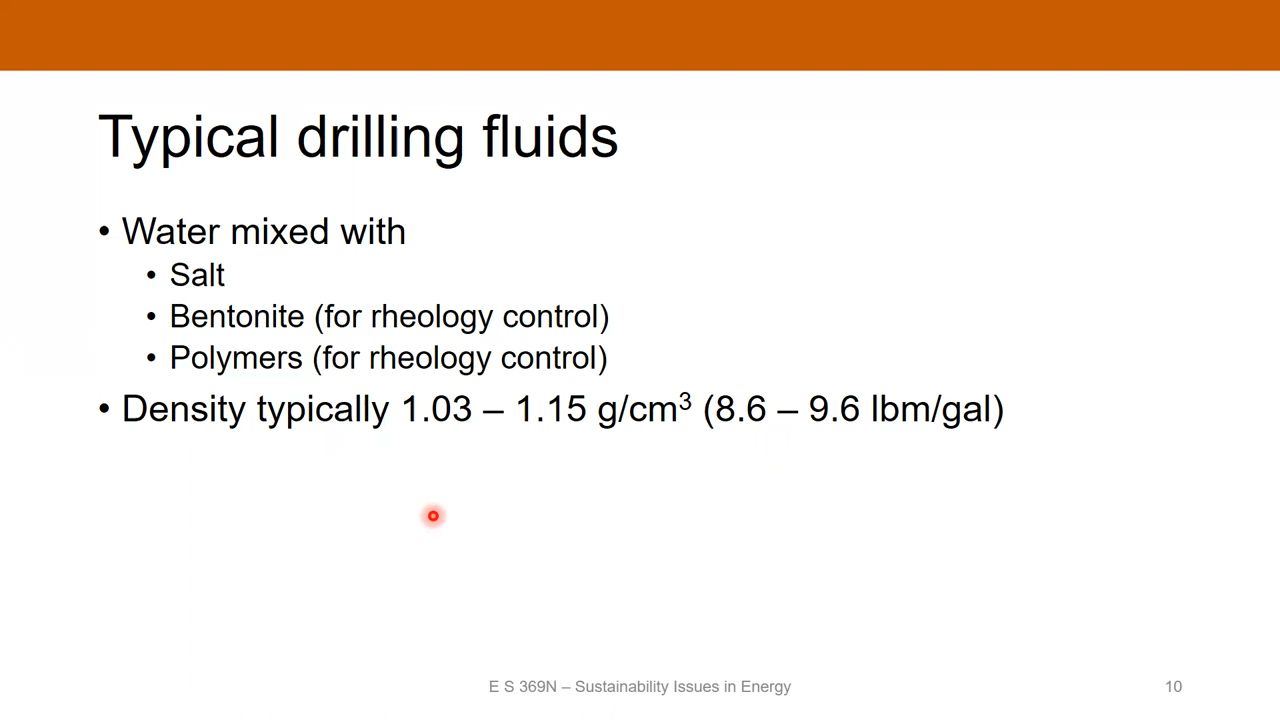 Typical drilling fluids
• Water mixed with
• Salt
• Bentonite (for rheology control)
• Polymers (for rheology control)
• Density typically 1.03 – 1.15 g/cm³ (8.6 – 9.6 lbm/gal)
E S 369N – Sustainability Issues in Energy
10